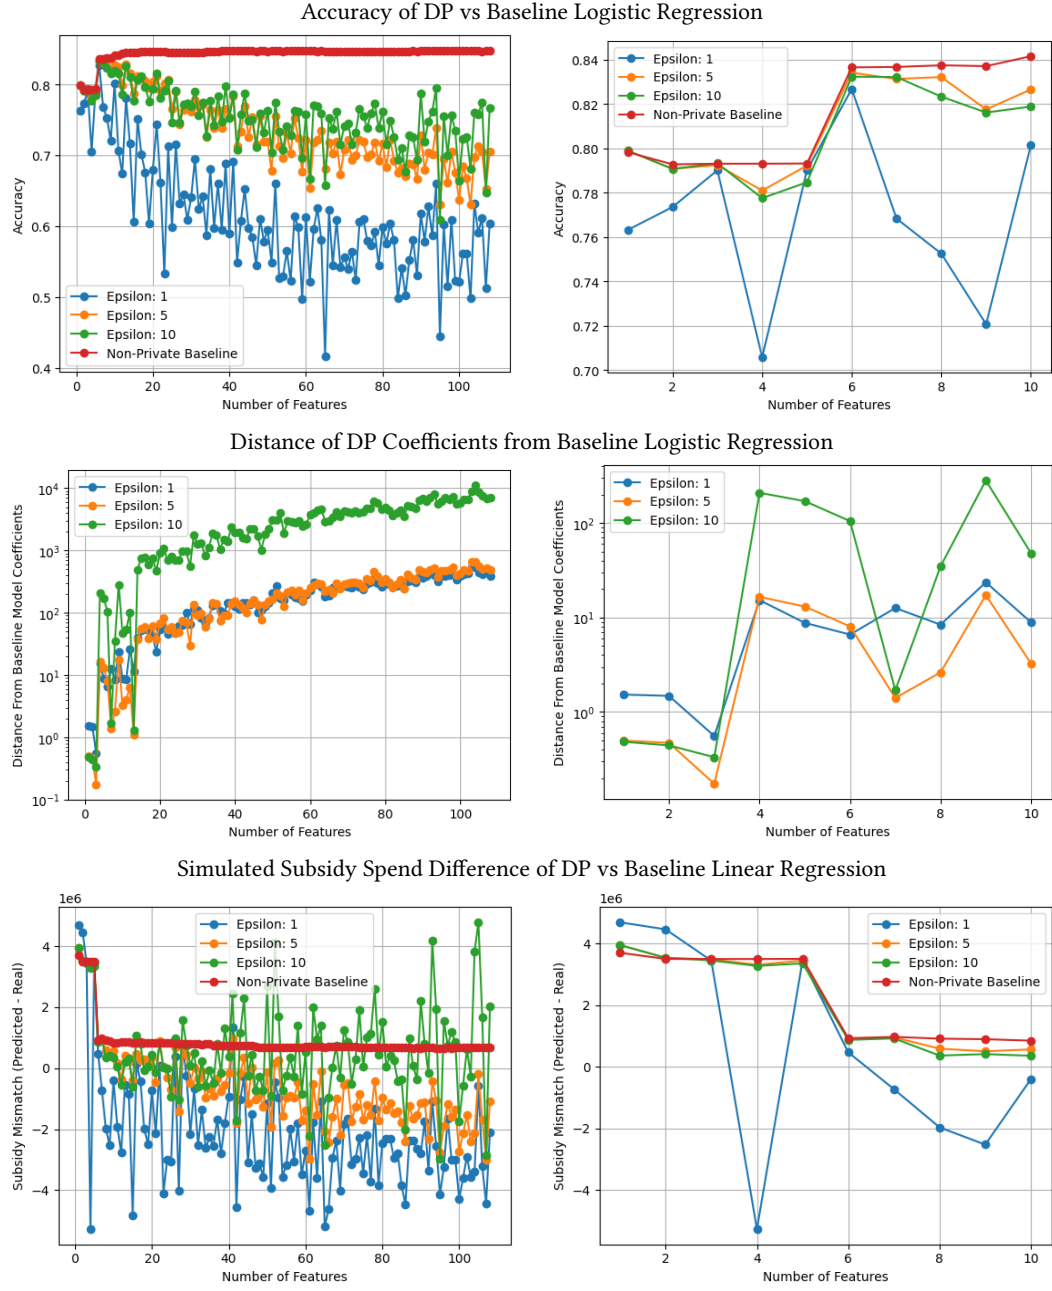 Accuracy of DP vs Baseline Logistic Regression
0.8
0.7
0.6
0.5
0.4
Accuracy
Epsilon: 1
Epsilon: 5
Epsilon: 10
Non-Private Baseline
0 20 40 60 80 100
Number of Features
0.84
0.82
0.80
0.78
0.76
0.74
0.72
0.70
Accuracy
Epsilon: 1
Epsilon: 5
Epsilon: 10
Non-Private Baseline
2 4 6 8 10
Number of Features
Distance of DP Coefficients from Baseline Logistic Regression
10⁴
10³
10²
10¹
10⁰
10⁻¹
Distance From Baseline Model Coefficients
Epsilon: 1
Epsilon: 5
Epsilon: 10
0 20 40 60 80 100
Number of Features
10²
10¹
10⁰
Distance From Baseline Model Coefficients
Epsilon: 1
Epsilon: 5
Epsilon: 10
2 4 6 8 10
Number of Features
Simulated Subsidy Spend Difference of DP vs Baseline Linear Regression
1e6
4
2
0
−2
−4
Subsidy Mismatch (Predicted - Real)
Epsilon: 1
Epsilon: 5
Epsilon: 10
Non-Private Baseline
0 20 40 60 80 100
Number of Features
1e6
4
2
0
−2
−4
Subsidy Mismatch (Predicted - Real)
Epsilon: 1
Epsilon: 5
Epsilon: 10
Non-Private Baseline
2 4 6 8 10
Number of Features